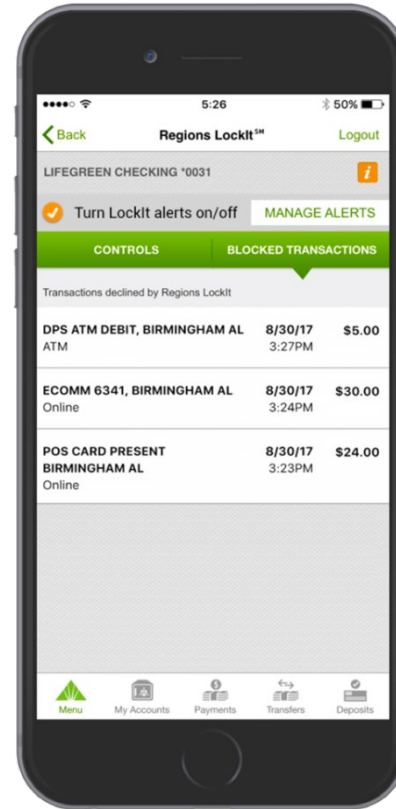 5:26
50%
Back
Regions LockIt℠
Logout
LIFEGREEN CHECKING *0031
i
Turn LockIt alerts on/off
MANAGE ALERTS
CONTROLS
BLOCKED TRANSACTIONS
Transactions declined by Regions LockIt
DPS ATM DEBIT, BIRMINGHAM AL 8/30/17 $5.00
ATM 3:27PM
ECOMM 6341, BIRMINGHAM AL 8/30/17 $30.00
Online 3:24PM
POS CARD PRESENT 8/30/17 $24.00
BIRMINGHAM AL 3:23PM
Online
Menu
My Accounts
Payments
Transfers
Deposits